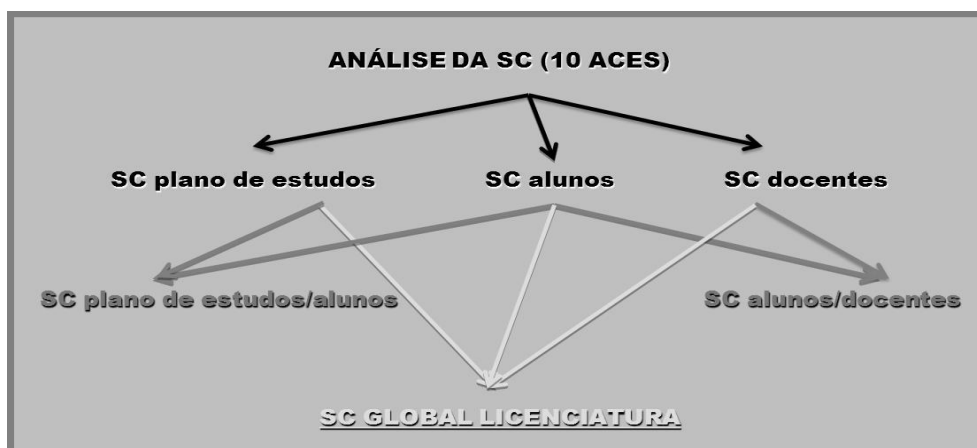 ANÁLISE DA SC (10 ACES)
SC plano de estudos SC alunos SC docentes
SC plano de estudos/alunos SC alunos/docentes
SC GLOBAL LICENCIATURA